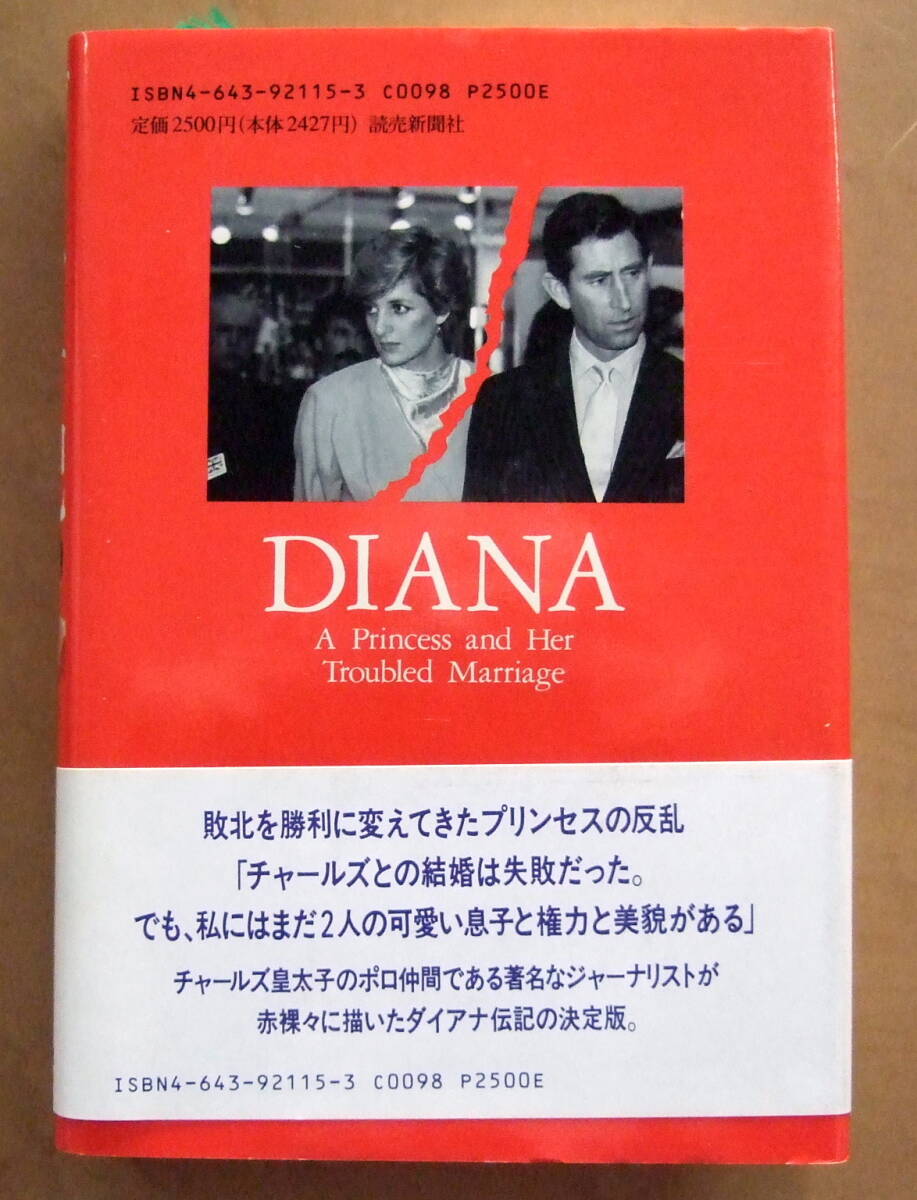 ISBN4-643-92115-3 C0098 P2500E
定価2500円(本体2427円) 読売新聞社
DIANA
A Princess and Her
Troubled Marriage
敗北を勝利に変えてきたプリンセスの反乱
「チャールズとの結婚は失敗だった。
でも、私にはまだ2人の可愛い息子と権力と美貌がある」
チャールズ皇太子のポロ仲間である著名なジャーナリストが
赤裸々に描いたダイアナ伝記の決定版。
ISBN4-643-92115-3 C0098 P2500E